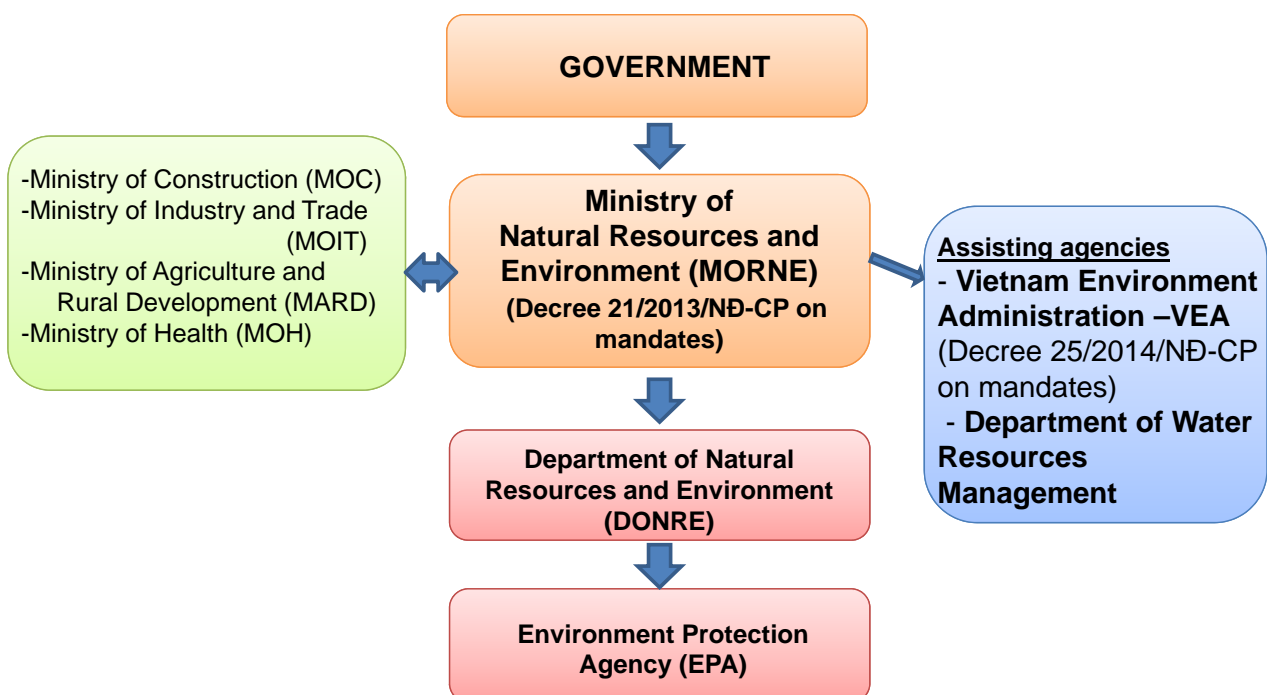 GOVERNMENT
-Ministry of Construction (MOC)
-Ministry of Industry and Trade
(MOIT)
-Ministry of Agriculture and
Rural Development (MARD)
-Ministry of Health (MOH)
Ministry of
Natural Resources and
Environment (MORNE)
(Decree 21/2013/NĐ-CP on
mandates)
Assisting agencies
- Vietnam Environment
Administration –VEA
(Decree 25/2014/NĐ-CP
on mandates)
- Department of Water
Resources
Management
Department of Natural
Resources and Environment
(DONRE)
Environment Protection
Agency (EPA)